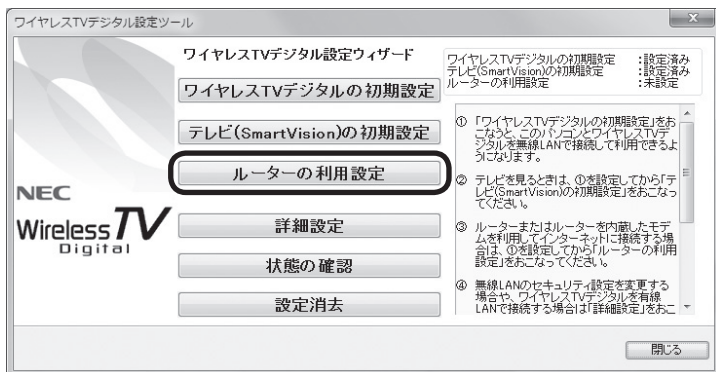 ワイヤレスTVデジタル設定ツール
ワイヤレスTVデジタル設定ウィザード
ワイヤレスTVデジタルの初期設定
テレビ(SmartVision)の初期設定
ルーターの利用設定
詳細設定
状態の確認
設定消去
NEC
Wireless TV
Digital
ワイヤレスTVデジタルの初期設定 :設定済み
テレビ(SmartVision)の初期設定 :設定済み
ルーターの利用設定 :未設定
① 「ワイヤレスTVデジタルの初期設定」をお
こなうと、このパソコンとワイヤレスTVデ
ジタルを無線LANで接続して利用できるよ
うになります。
② テレビを見るときは、①を設定してから「テ
レビ(SmartVision)の初期設定」をおこなっ
てください。
③ ルーターまたはルーターを内蔵したモデ
ムを利用してインターネットに接続する場
合は、①を設定してから「ルーターの利用
設定」をおこなってください。
④ 無線LANのセキュリティ設定を変更する
場合や、ワイヤレスTVデジタルを有線
LANで接続する場合は「詳細設定」をおこ
閉じる